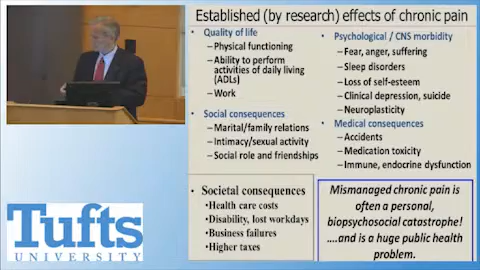 Established (by research) effects of chronic pain
• Quality of life
– Physical functioning
– Ability to perform
activities of daily living
(ADLs)
– Work
• Social consequences
– Marital/family relations
– Intimacy/sexual activity
– Social role and friendships
• Psychological / CNS morbidity
– Fear, anger, suffering
– Sleep disorders
– Loss of self-esteem
– Clinical depression, suicide
– Neuroplasticity
• Medical consequences
– Accidents
– Medication toxicity
– Immune, endocrine dysfunction
Societal consequences
•Health care costs
•Disability, lost workdays
•Business failures
•Higher taxes
Mismanaged chronic pain is
often a personal,
biopsychosocial catastrophe!
....and is a huge public health
problem.
Tufts
UNIVERSITY